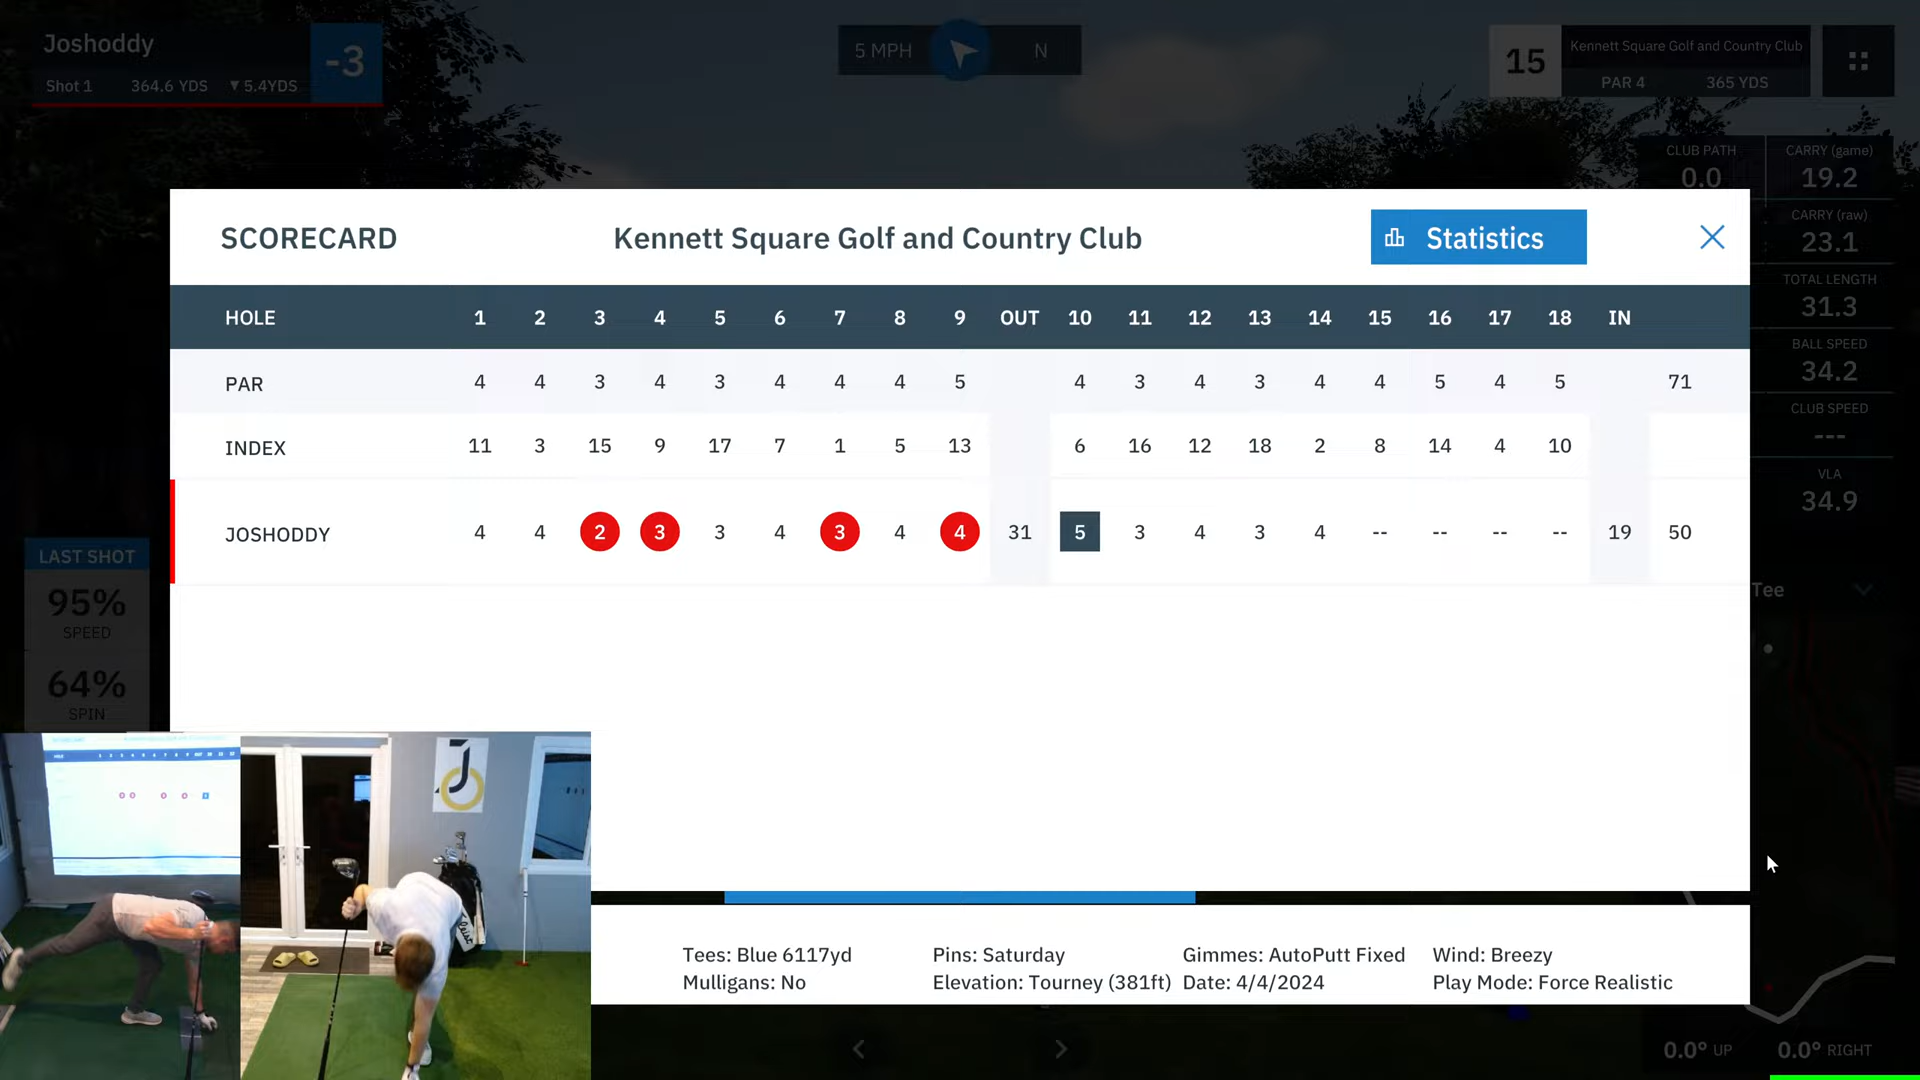 Joshoddy
-3
Shot 1 364.6 YDS ▼5.4YDS
5 MPH N
15
Kennett Square Golf and Country Club
PAR 4 365 YDS
CLUB PATH
0.0
CARRY (game)
19.2
CARRY (raw)
23.1
TOTAL LENGTH
31.3
BALL SPEED
34.2
CLUB SPEED
---
VLA
34.9
SCORECARD Kennett Square Golf and Country Club Statistics
HOLE 1 2 3 4 5 6 7 8 9 OUT 10 11 12 13 14 15 16 17 18 IN
PAR 4 4 3 4 3 4 4 4 5 4 3 4 3 4 4 5 4 5 71
INDEX 11 3 15 9 17 7 1 5 13 6 16 12 18 2 8 14 4 10
JOSHODDY 4 4 2 3 3 4 3 4 4 31 5 3 4 3 4 -- -- -- -- 19 50
LAST SHOT
95%
SPEED
64%
SPIN
Tee
JO
Tees: Blue 6117yd Pins: Saturday Gimmes: AutoPutt Fixed Wind: Breezy
Mulligans: No Elevation: Tourney (381ft) Date: 4/4/2024 Play Mode: Force Realistic
0.0° UP 0.0° RIGHT